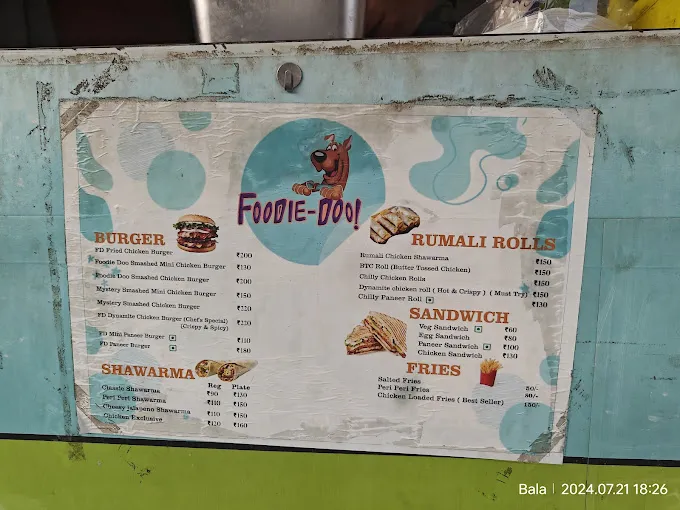 FOODIE-DOO!
BURGER
FD Fried Chicken Burger ₹200
Foodie Doo Smashed Mini Chicken Burger ₹130
Foodie Doo Smashed Chicken Burger ₹200
Mystery Smashed Mini Chicken Burger ₹150
Mystery Smashed Chicken Burger ₹220
FD Dynamite Chicken Burger (Chef's Special) ₹220
(Crispy & Spicy)
FD Mini Paneer Burger ₹110
FD Paneer Burger ₹180
SHAWARMA
Reg Plate
Classic Shawarma ₹90 ₹130
Peri Peri Shawarma ₹110 ₹150
Cheesy jalapeno Shawarma ₹110 ₹150
Chicken Exclusive ₹120 ₹160
RUMALI ROLLS
Rumali Chicken Shawarma ₹150
BTC Roll (Butter Tossed Chicken) ₹150
Chilly Chicken Rolls ₹150
Dynamite chicken roll ( Hot & Crispy ) ( Must Try) ₹150
Chilly Paneer Roll ₹130
SANDWICH
Veg Sandwich ₹60
Egg Sandwich ₹80
Paneer Sandwich ₹100
Chicken Sandwich ₹130
FRIES
Salted Fries 50/-
Peri Peri Fries 80/-
Chicken Loaded Fries ( Best Seller) 150/-
Bala | 2024.07.21 18:26